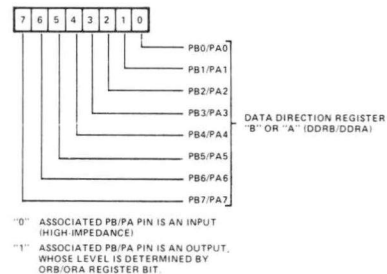 7 6 5 4 3 2 1 0
PB0/PA0
PB1/PA1
PB2/PA2
PB3/PA3
PB4/PA4
PB5/PA5
PB6/PA6
PB7/PA7
DATA DIRECTION REGISTER
"B" OR "A" (DDRB/DDRA)
"0" ASSOCIATED PB/PA PIN IS AN INPUT
(HIGH-IMPEDANCE)
"1" ASSOCIATED PB/PA PIN IS AN OUTPUT,
WHOSE LEVEL IS DETERMINED BY
ORB/ORA REGISTER BIT.